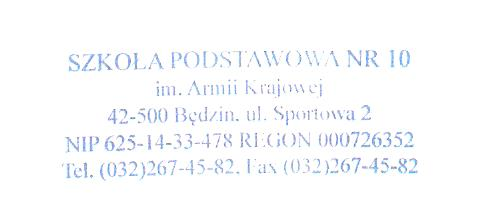 SZKOŁA PODSTAWOWA NR 10
im. Armii Krajowej
42-500 Będzin, ul. Sportowa 2
NIP 625-14-33-478 REGON 000726352
Tel. (032)267-45-82, Fax (032)267-45-82